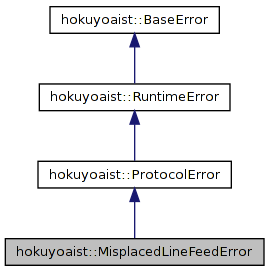 hokuyoaist::BaseError
hokuyoaist::RuntimeError
hokuyoaist::ProtocolError
hokuyoaist::MisplacedLineFeedError